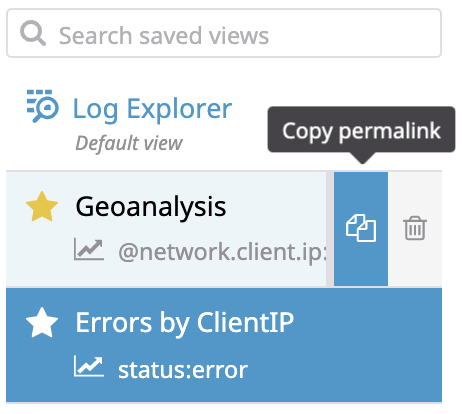 Search saved views
Log Explorer
Default view
Copy permalink
Geoanalysis
@network.client.ip:
Errors by ClientIP
status:error